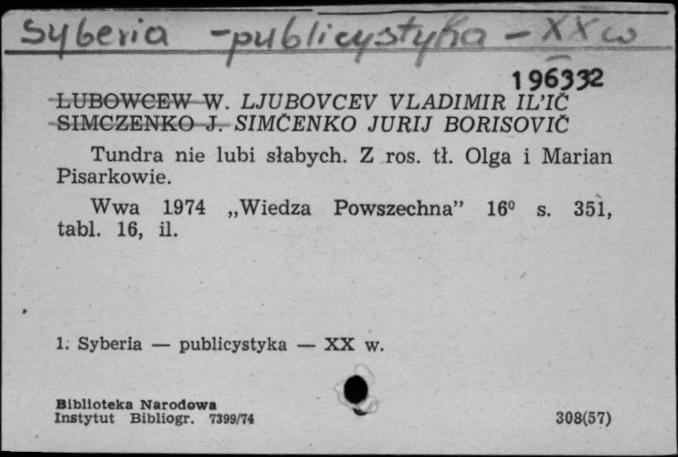 Syberia - publicystyka - XX w
196332
LUBOWCEW W. LJUBOVCEV VLADIMIR IL'IČ
SIMCZENKO J. SIMČENKO JURIJ BORISOVIČ
Tundra nie lubi słabych. Z ros. tł. Olga i Marian
Pisarkowie.
Wwa 1974 „Wiedza Powszechna” 16⁰ s. 351,
tabl. 16, il.
1. Syberia — publicystyka — XX w.
Biblioteka Narodowa
Instytut Bibliogr. 7399/74 308(57)